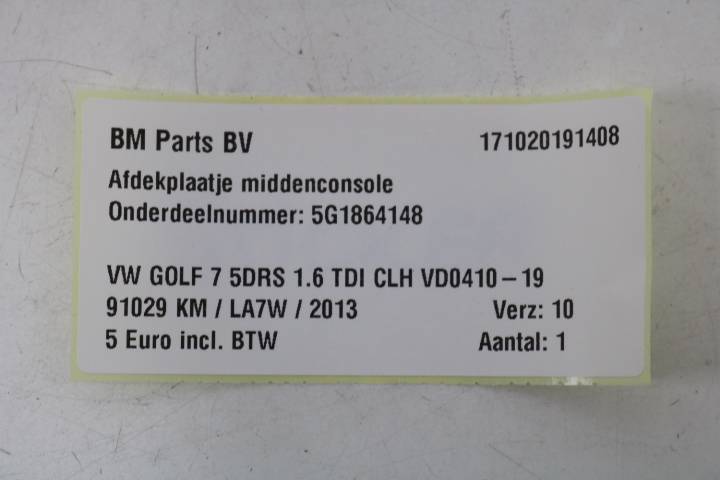 BM Parts BV 171020191408
Afdekplaatje middenconsole
Onderdeelnummer: 5G1864148
VW GOLF 7 5DRS 1.6 TDI CLH VD0410 – 19
91029 KM / LA7W / 2013 Verz: 10
5 Euro incl. BTW Aantal: 1